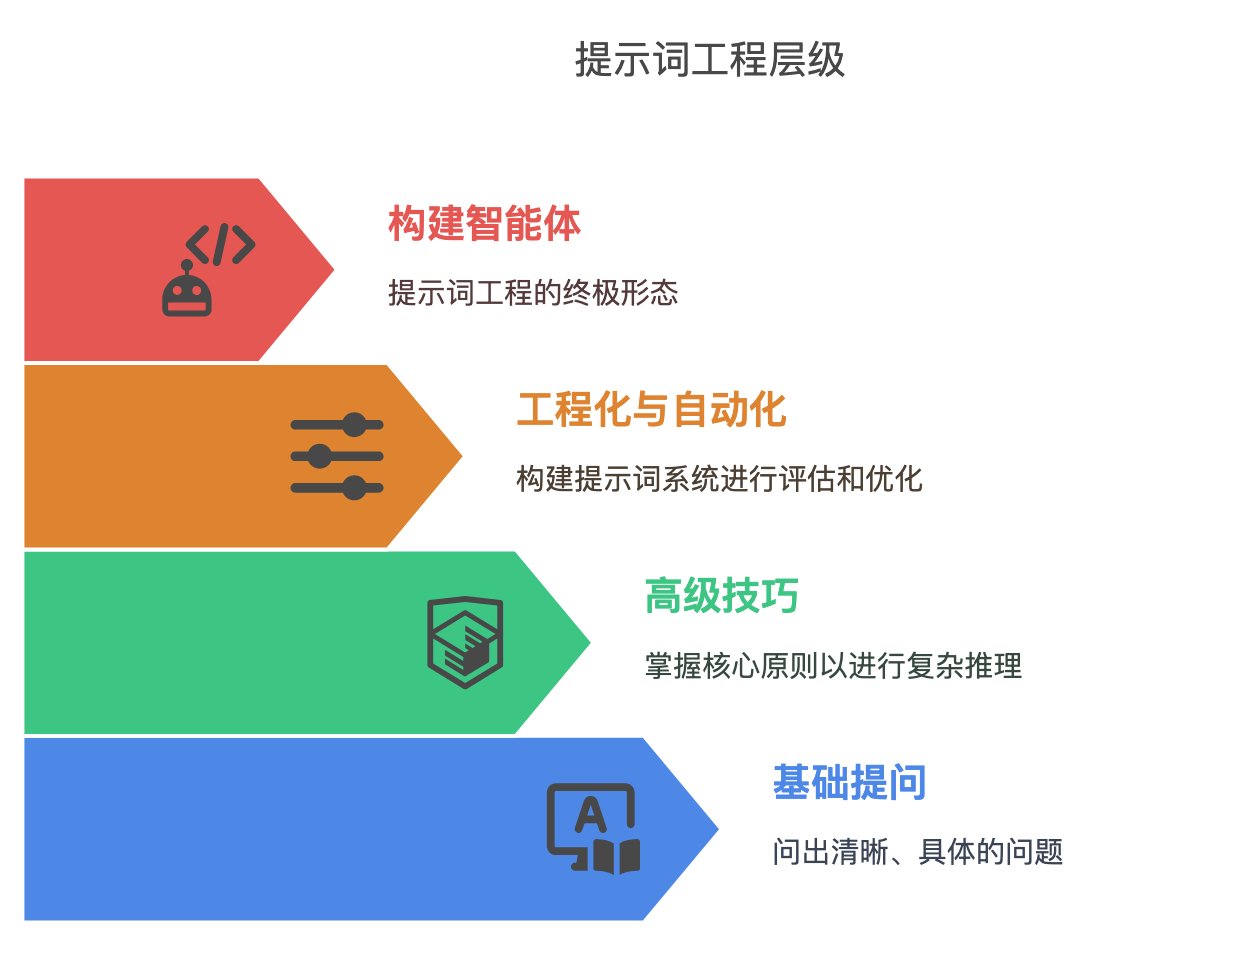 提示词工程层级
构建智能体
提示词工程的终极形态
工程化与自动化
构建提示词系统进行评估和优化
高级技巧
掌握核心原则以进行复杂推理
基础提问
A
问出清晰、具体的问题